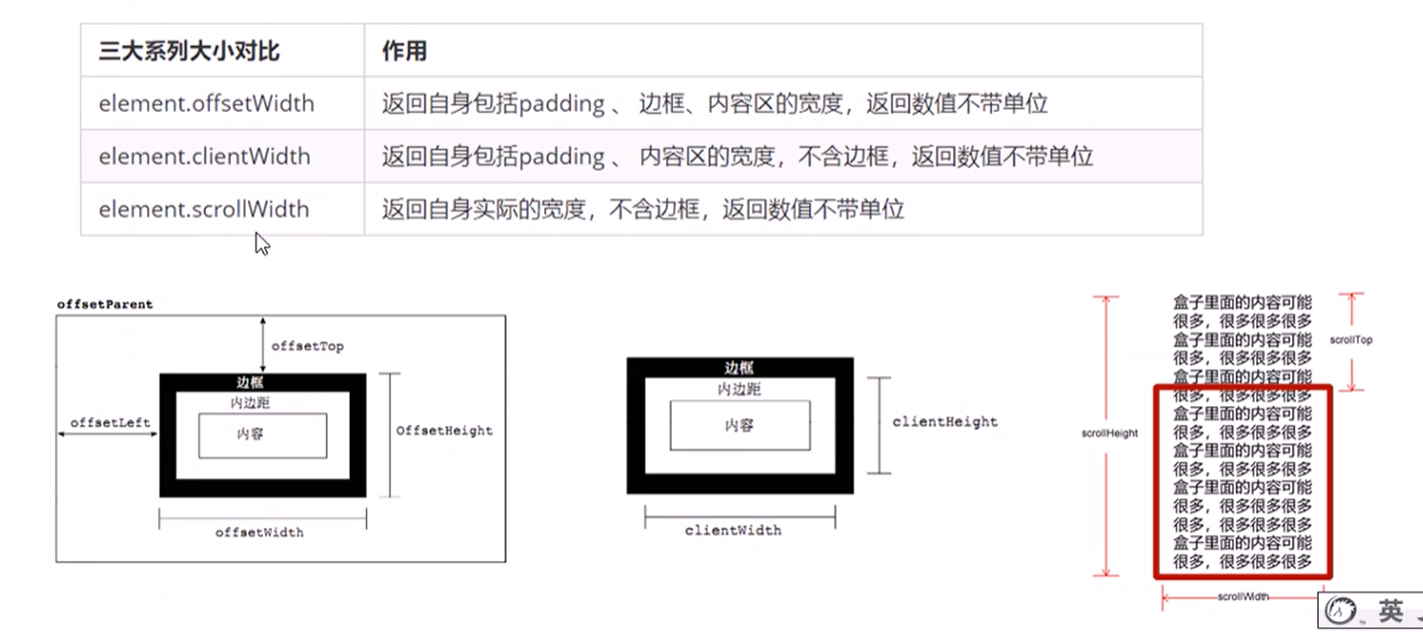 三大系列大小对比 作用
element.offsetWidth 返回自身包括padding 、 边框、内容区的宽度，返回数值不带单位
element.clientWidth 返回自身包括padding 、 内容区的宽度，不含边框，返回数值不带单位
element.scrollWidth 返回自身实际的宽度，不含边框，返回数值不带单位
offsetParent
offsetTop
边框
内边距
offsetLeft
内容
OffsetHeight
offsetWidth
边框
内边距
内容
clientHeight
clientWidth
盒子里面的内容可能
很多，很多很多很多
盒子里面的内容可能
很多，很多很多很多
盒子里面的内容可能
很多，很多很多很多
盒子里面的内容可能
很多，很多很多很多
盒子里面的内容可能
很多，很多很多很多
盒子里面的内容可能
很多，很多很多很多
很多，很多很多很多
盒子里面的内容可能
很多，很多很多很多
scrollTop
scrollHeight
scrollWidth
英